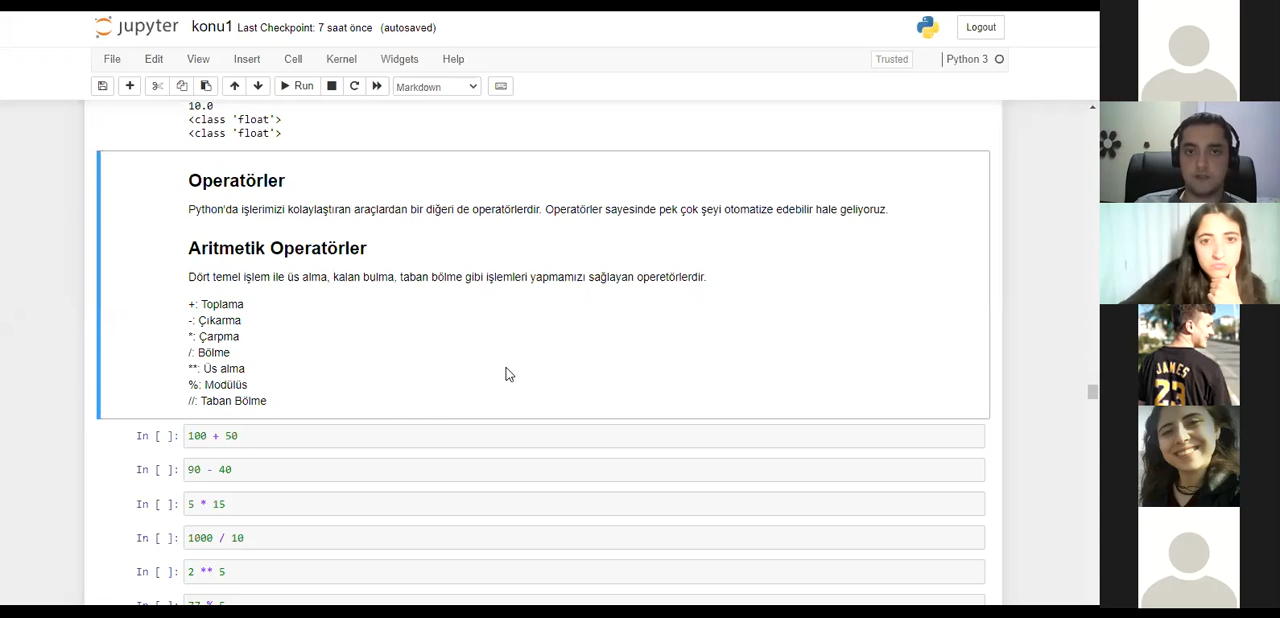 jupyter konu1 Last Checkpoint: 7 saat önce (autosaved) Logout
File Edit View Insert Cell Kernel Widgets Help Trusted Python 3
Run Markdown
10.0
<class 'float'>
<class 'float'>
Operatörler
Python'da işlerimizi kolaylaştıran araçlardan bir diğeri de operatörlerdir. Operatörler sayesinde pek çok şeyi otomatize edebilir hale geliyoruz.
Aritmetik Operatörler
Dört temel işlem ile üs alma, kalan bulma, taban bölme gibi işlemleri yapmamızı sağlayan operetörlerdir.
+: Toplama
-: Çıkarma
*: Çarpma
/: Bölme
**: Üs alma
%: Modülüs
//: Taban Bölme
In [ ]: 100 + 50
In [ ]: 90 - 40
In [ ]: 5 * 15
In [ ]: 1000 / 10
In [ ]: 2 ** 5
JAMES
23